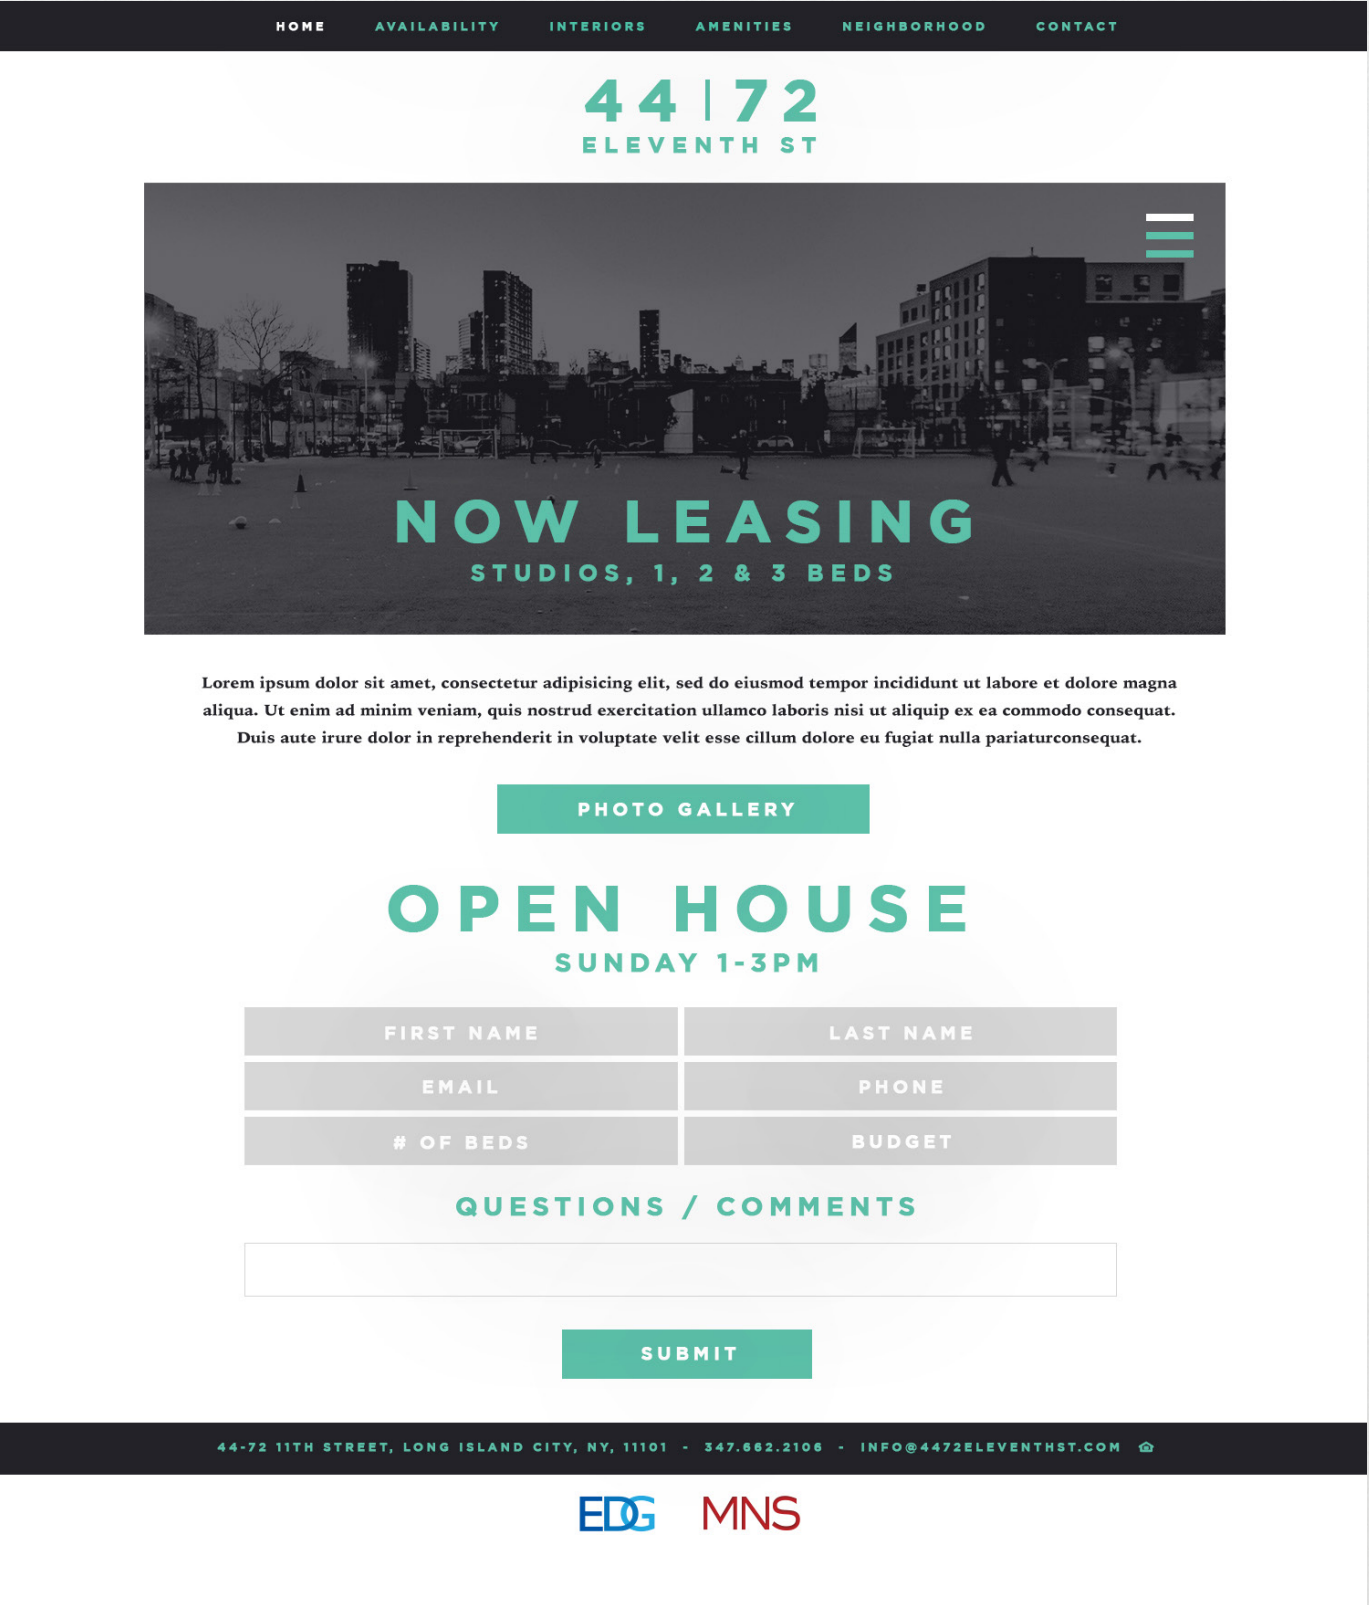 HOME AVAILABILITY INTERIORS AMENITIES NEIGHBORHOOD CONTACT
44 | 72
ELEVENTH ST
NOW LEASING
STUDIOS, 1, 2 & 3 BEDS
Lorem ipsum dolor sit amet, consectetur adipisicing elit, sed do eiusmod tempor incididunt ut labore et dolore magna
aliqua. Ut enim ad minim veniam, quis nostrud exercitation ullamco laboris nisi ut aliquip ex ea commodo consequat.
Duis aute irure dolor in reprehenderit in voluptate velit esse cillum dolore eu fugiat nulla pariaturconsequat.
PHOTO GALLERY
OPEN HOUSE
SUNDAY 1-3PM
FIRST NAME LAST NAME
EMAIL PHONE
# OF BEDS BUDGET
QUESTIONS / COMMENTS
SUBMIT
44-72 11TH STREET, LONG ISLAND CITY, NY, 11101 - 347.662.2106 - INFO@4472ELEVENTHST.COM
EDG MNS